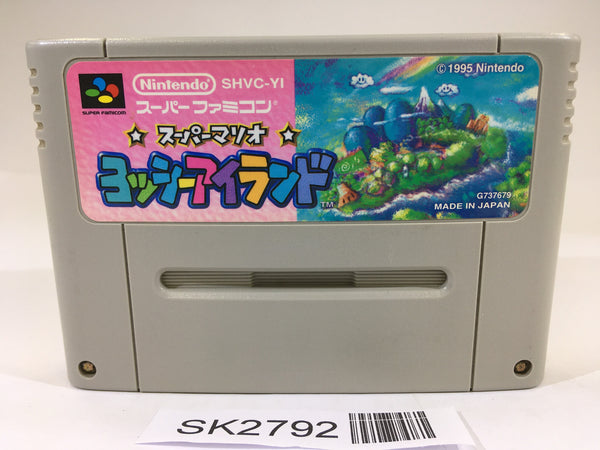 Nintendo SHVC-YI
© 1995 Nintendo
スーパーファミコン
SUPER FAMICOM
スーパーマリオ
ヨッシーアイランド
TM
G737679
MADE IN JAPAN
SK2792